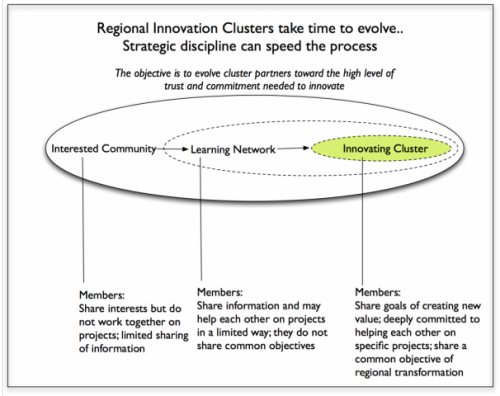 Regional Innovation Clusters take time to evolve..
Strategic discipline can speed the process
The objective is to evolve cluster partners toward the high level of
trust and commitment needed to innovate
Interested Community
Learning Network
Innovating Cluster
Members:
Share interests but do
not work together on
projects; limited sharing
of information
Members:
Share information and may
help each other on projects
in a limited way; they do not
share common objectives
Members:
Share goals of creating new
value; deeply committed to
helping each other on
specific projects; share a
common objective of
regional transformation